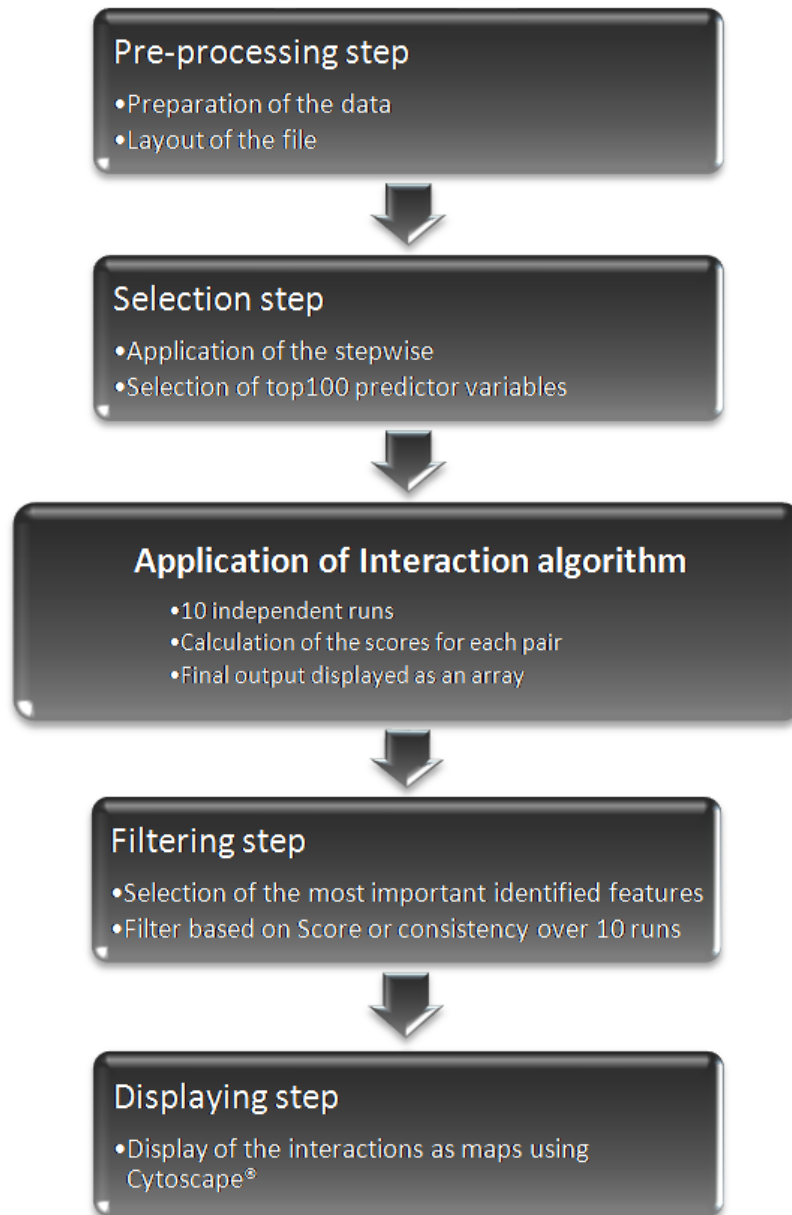 Pre-processing step
•Preparation of the data
•Layout of the file
Selection step
•Application of the stepwise
•Selection of top100 predictor variables
Application of Interaction algorithm
•10 independent runs
•Calculation of the scores for each pair
•Final output displayed as an array
Filtering step
•Selection of the most important identified features
•Filter based on Score or consistency over 10 runs
Displaying step
•Display of the interactions as maps using
Cytoscape®